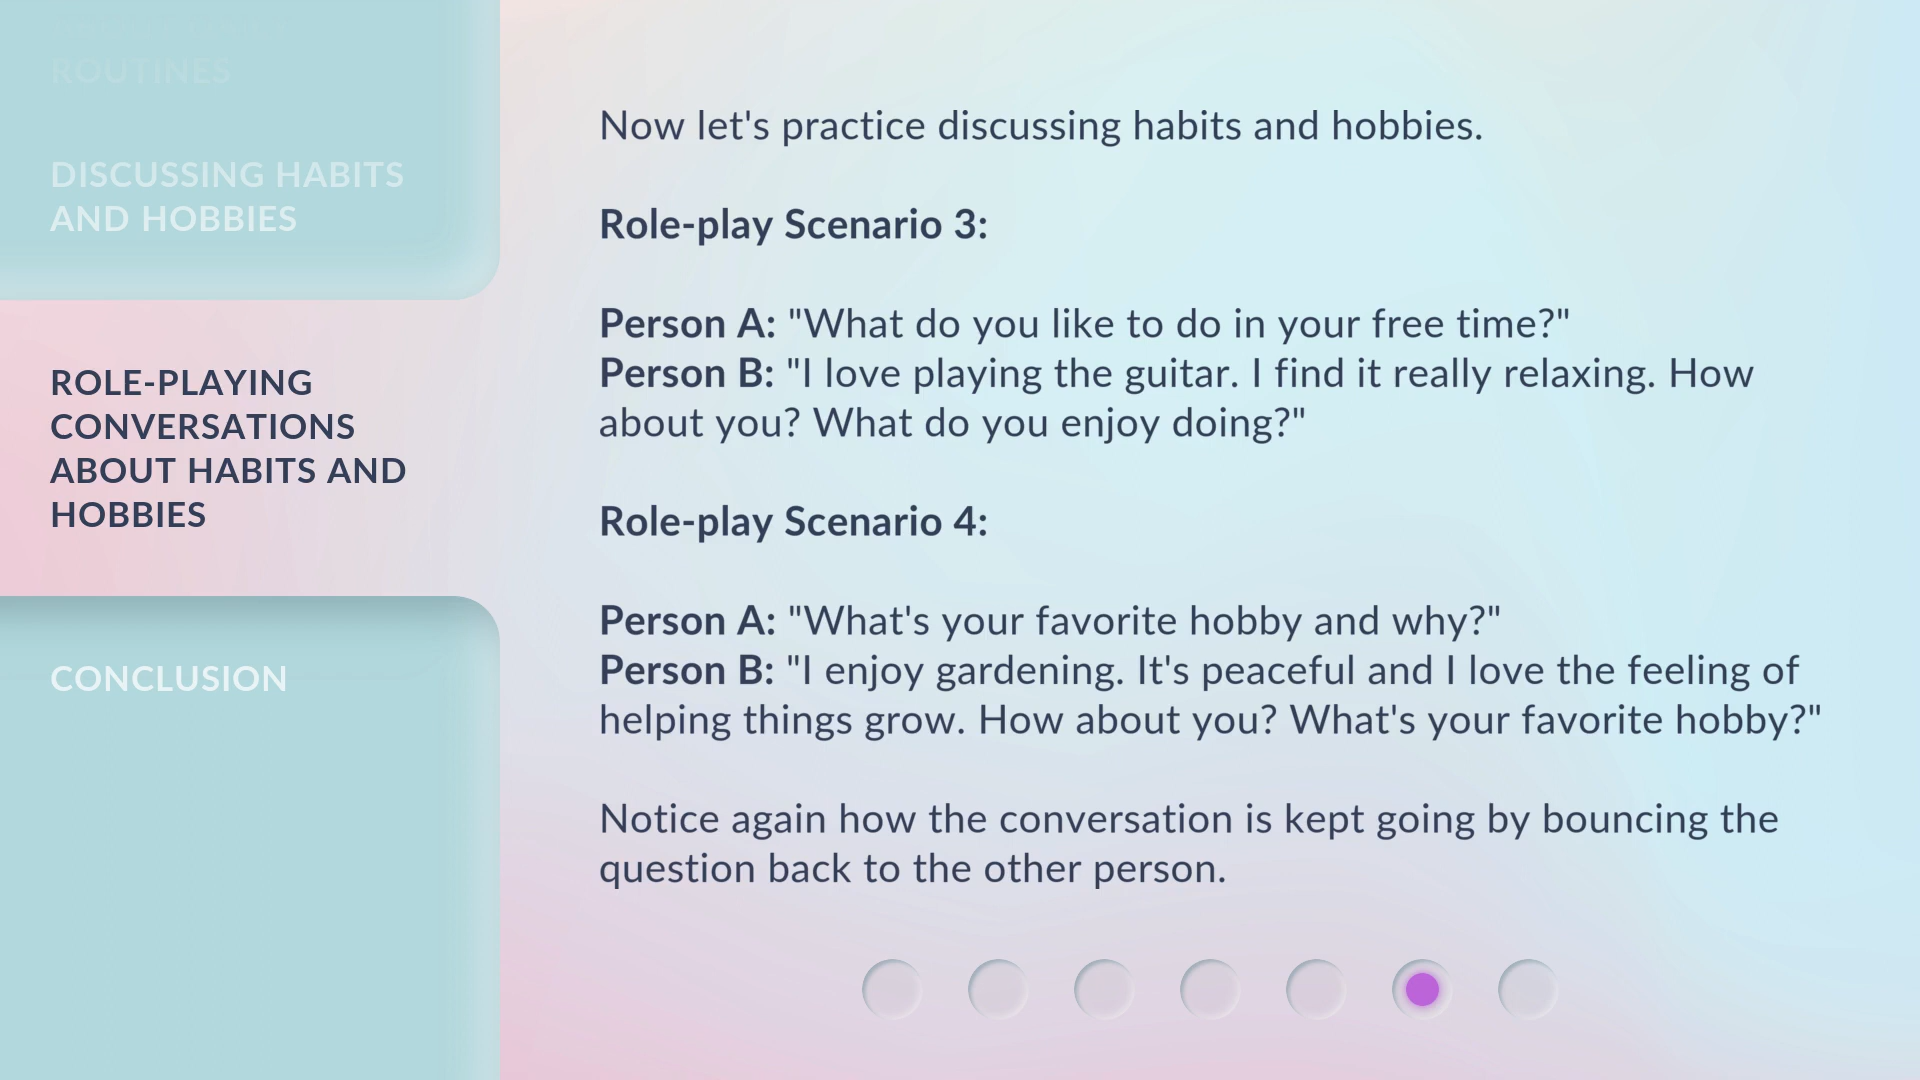 ROUTINES
DISCUSSING HABITS
AND HOBBIES
ROLE-PLAYING
CONVERSATIONS
ABOUT HABITS AND
HOBBIES
CONCLUSION
Now let's practice discussing habits and hobbies.
Role-play Scenario 3:
Person A: "What do you like to do in your free time?"
Person B: "I love playing the guitar. I find it really relaxing. How
about you? What do you enjoy doing?"
Role-play Scenario 4:
Person A: "What's your favorite hobby and why?"
Person B: "I enjoy gardening. It's peaceful and I love the feeling of
helping things grow. How about you? What's your favorite hobby?"
Notice again how the conversation is kept going by bouncing the
question back to the other person.